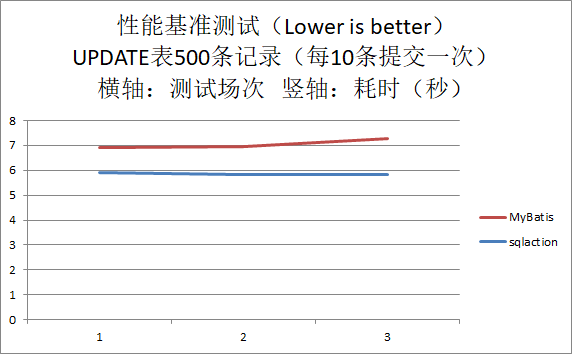 性能基准测试（Lower is better）
UPDATE表500条记录（每10条提交一次）
横轴：测试场次 竖轴：耗时（秒）
8
7
6
5
4
3
2
1
0
1 2 3
MyBatis
sqlaction